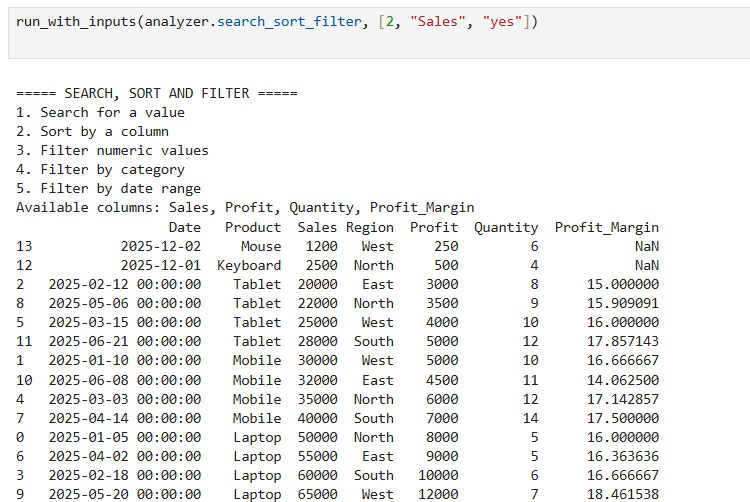 run_with_inputs(analyzer.search_sort_filter, [2, "Sales", "yes"])
===== SEARCH, SORT AND FILTER =====
1. Search for a value
2. Sort by a column
3. Filter numeric values
4. Filter by category
5. Filter by date range
Available columns: Sales, Profit, Quantity, Profit_Margin
Date Product Sales Region Profit Quantity Profit_Margin
13 2025-12-02 Mouse 1200 West 250 6 NaN
12 2025-12-01 Keyboard 2500 North 500 4 NaN
2 2025-02-12 00:00:00 Tablet 20000 East 3000 8 15.000000
8 2025-05-06 00:00:00 Tablet 22000 North 3500 9 15.909091
5 2025-03-15 00:00:00 Tablet 25000 West 4000 10 16.000000
11 2025-06-21 00:00:00 Tablet 28000 South 5000 12 17.857143
1 2025-01-10 00:00:00 Mobile 30000 West 5000 10 16.666667
10 2025-06-08 00:00:00 Mobile 32000 East 4500 11 14.062500
4 2025-03-03 00:00:00 Mobile 35000 North 6000 12 17.142857
7 2025-04-14 00:00:00 Mobile 40000 South 7000 14 17.500000
0 2025-01-05 00:00:00 Laptop 50000 North 8000 5 16.000000
6 2025-04-02 00:00:00 Laptop 55000 East 9000 5 16.363636
3 2025-02-18 00:00:00 Laptop 60000 South 10000 6 16.666667
9 2025-05-20 00:00:00 Laptop 65000 West 12000 7 18.461538